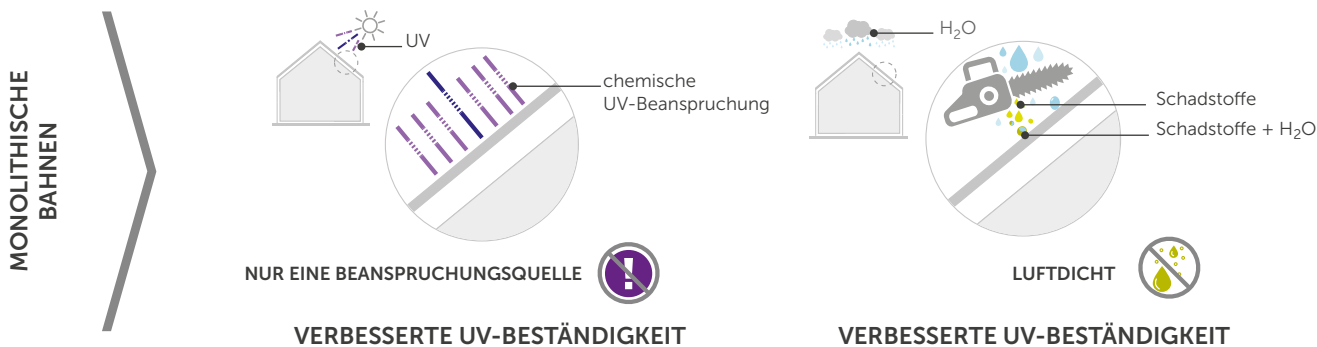 MONOLITHISCHE
BAHNEN
UV
chemische
UV-Beanspruchung
NUR EINE BEANSPRUCHUNGSQUELLE
!
VERBESSERTE UV-BESTÄNDIGKEIT
H₂O
Schadstoffe
Schadstoffe + H₂O
LUFTDICHT
VERBESSERTE UV-BESTÄNDIGKEIT